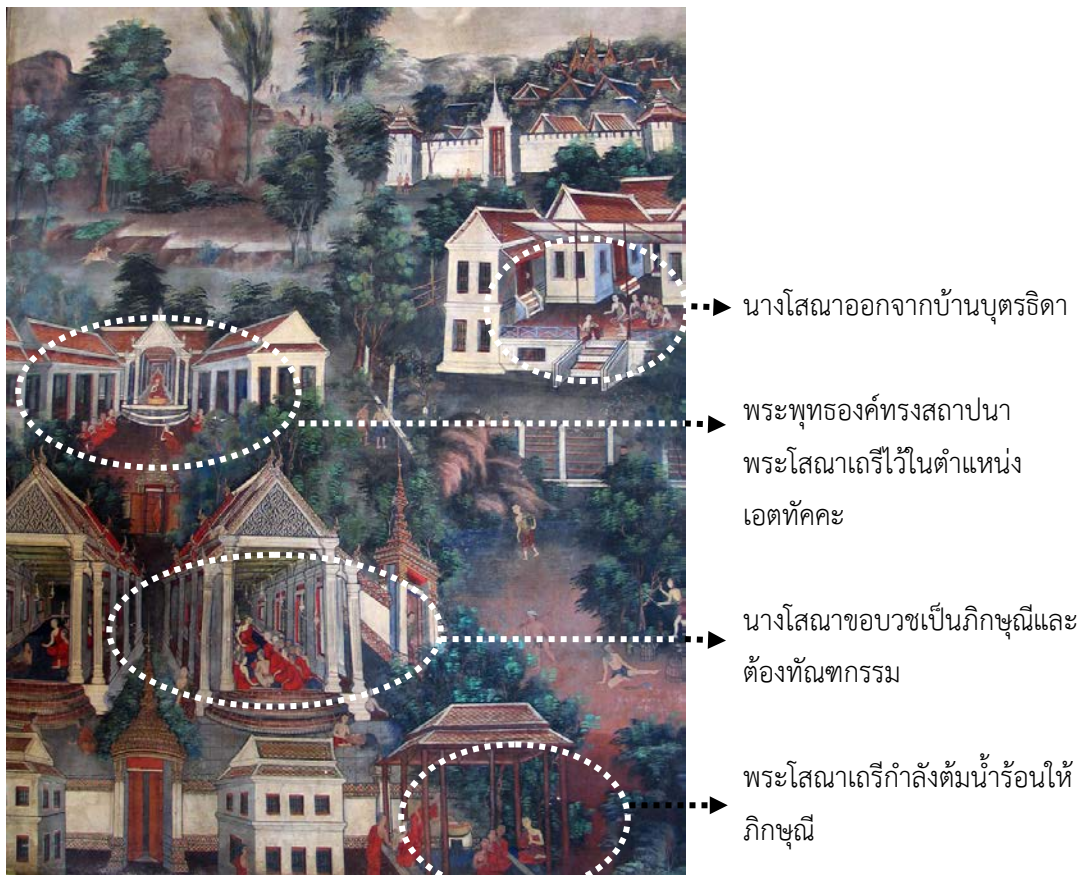 นางโสณาออกจากบ้านบุตรธิดา
พระพุทธองค์ทรงสถาปนา
พระโสณาเถรีไว้ในตำแหน่ง
เอตทัคคะ
นางโสณาขอบวชเป็นภิกษุณีและ
ต้องทัณฑกรรม
พระโสณาเถรีกำลังต้มน้ำร้อนให้
ภิกษุณี